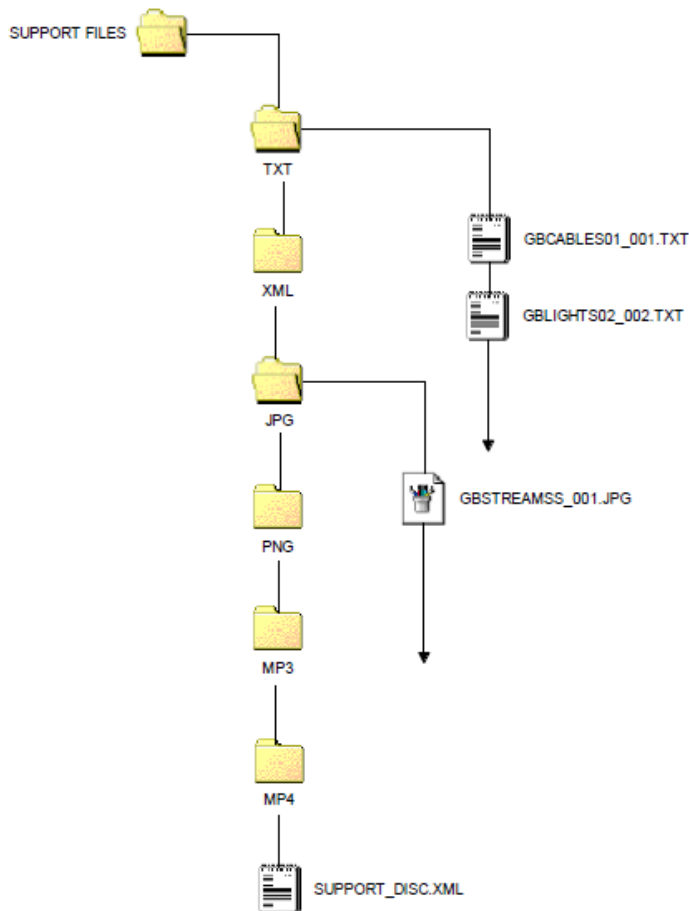 SUPPORT FILES
TXT
GBCABLES01_001.TXT
XML
GBLIGHTS02_002.TXT
JPG
GBSTREAMSS_001.JPG
PNG
MP3
MP4
SUPPORT_DISC.XML